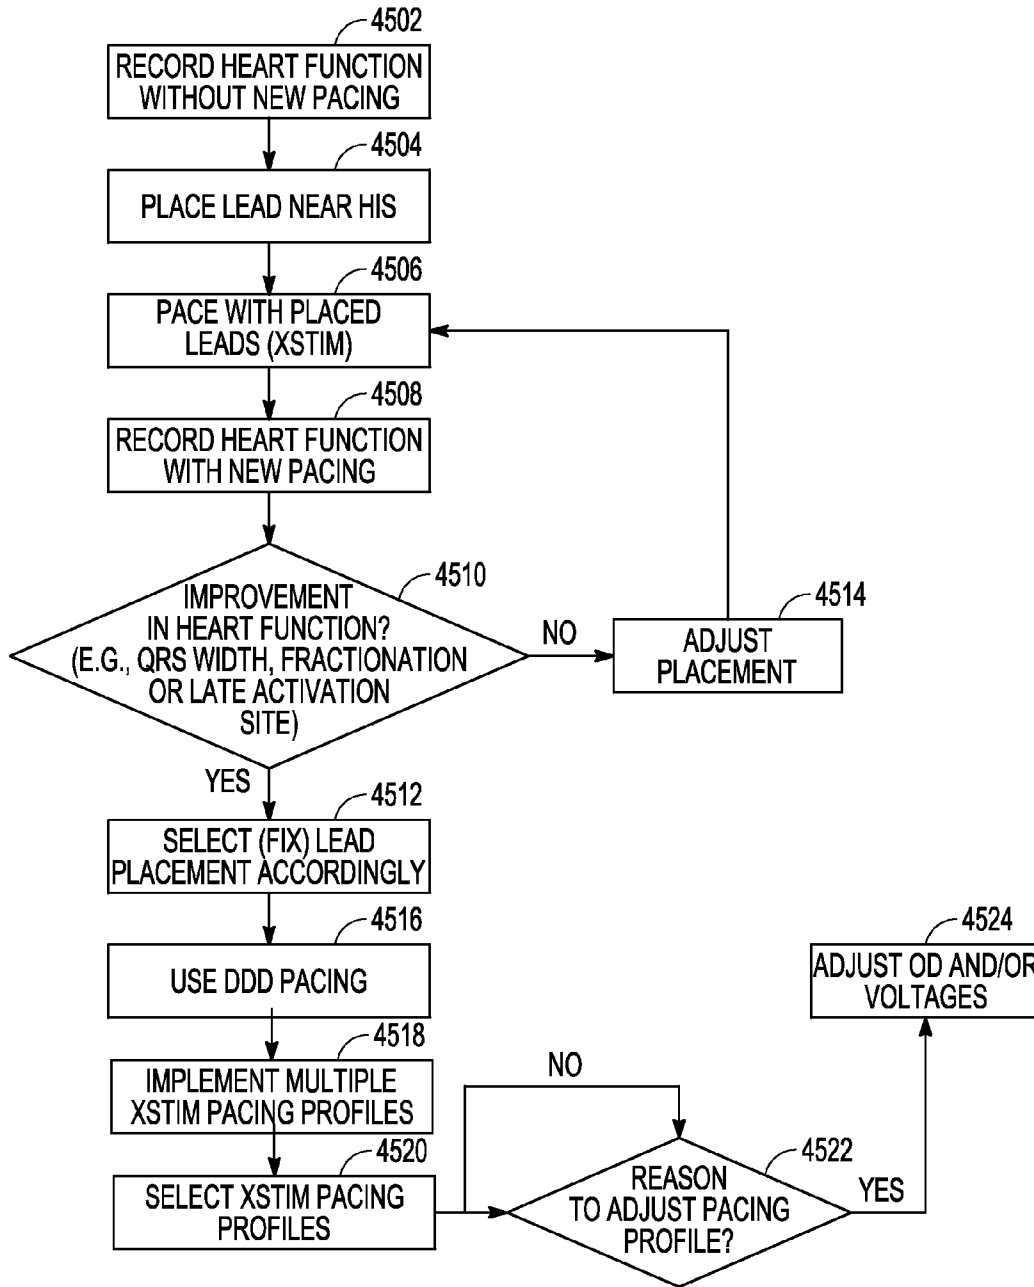 4502
RECORD HEART FUNCTION
WITHOUT NEW PACING
4504
PLACE LEAD NEAR HIS
4506
PACE WITH PLACED
LEADS (XSTIM)
4508
RECORD HEART FUNCTION
WITH NEW PACING
4510
IMPROVEMENT
IN HEART FUNCTION?
(E.G., QRS WIDTH, FRACTIONATION
OR LATE ACTIVATION
SITE)
NO
4514
ADJUST
PLACEMENT
YES
4512
SELECT (FIX) LEAD
PLACEMENT ACCORDINGLY
4516
USE DDD PACING
4518
IMPLEMENT MULTIPLE
XSTIM PACING PROFILES
4520
SELECT XSTIM PACING
PROFILES
NO
4522
REASON
TO ADJUST PACING
PROFILE?
YES
4524
ADJUST OD AND/OR
VOLTAGES